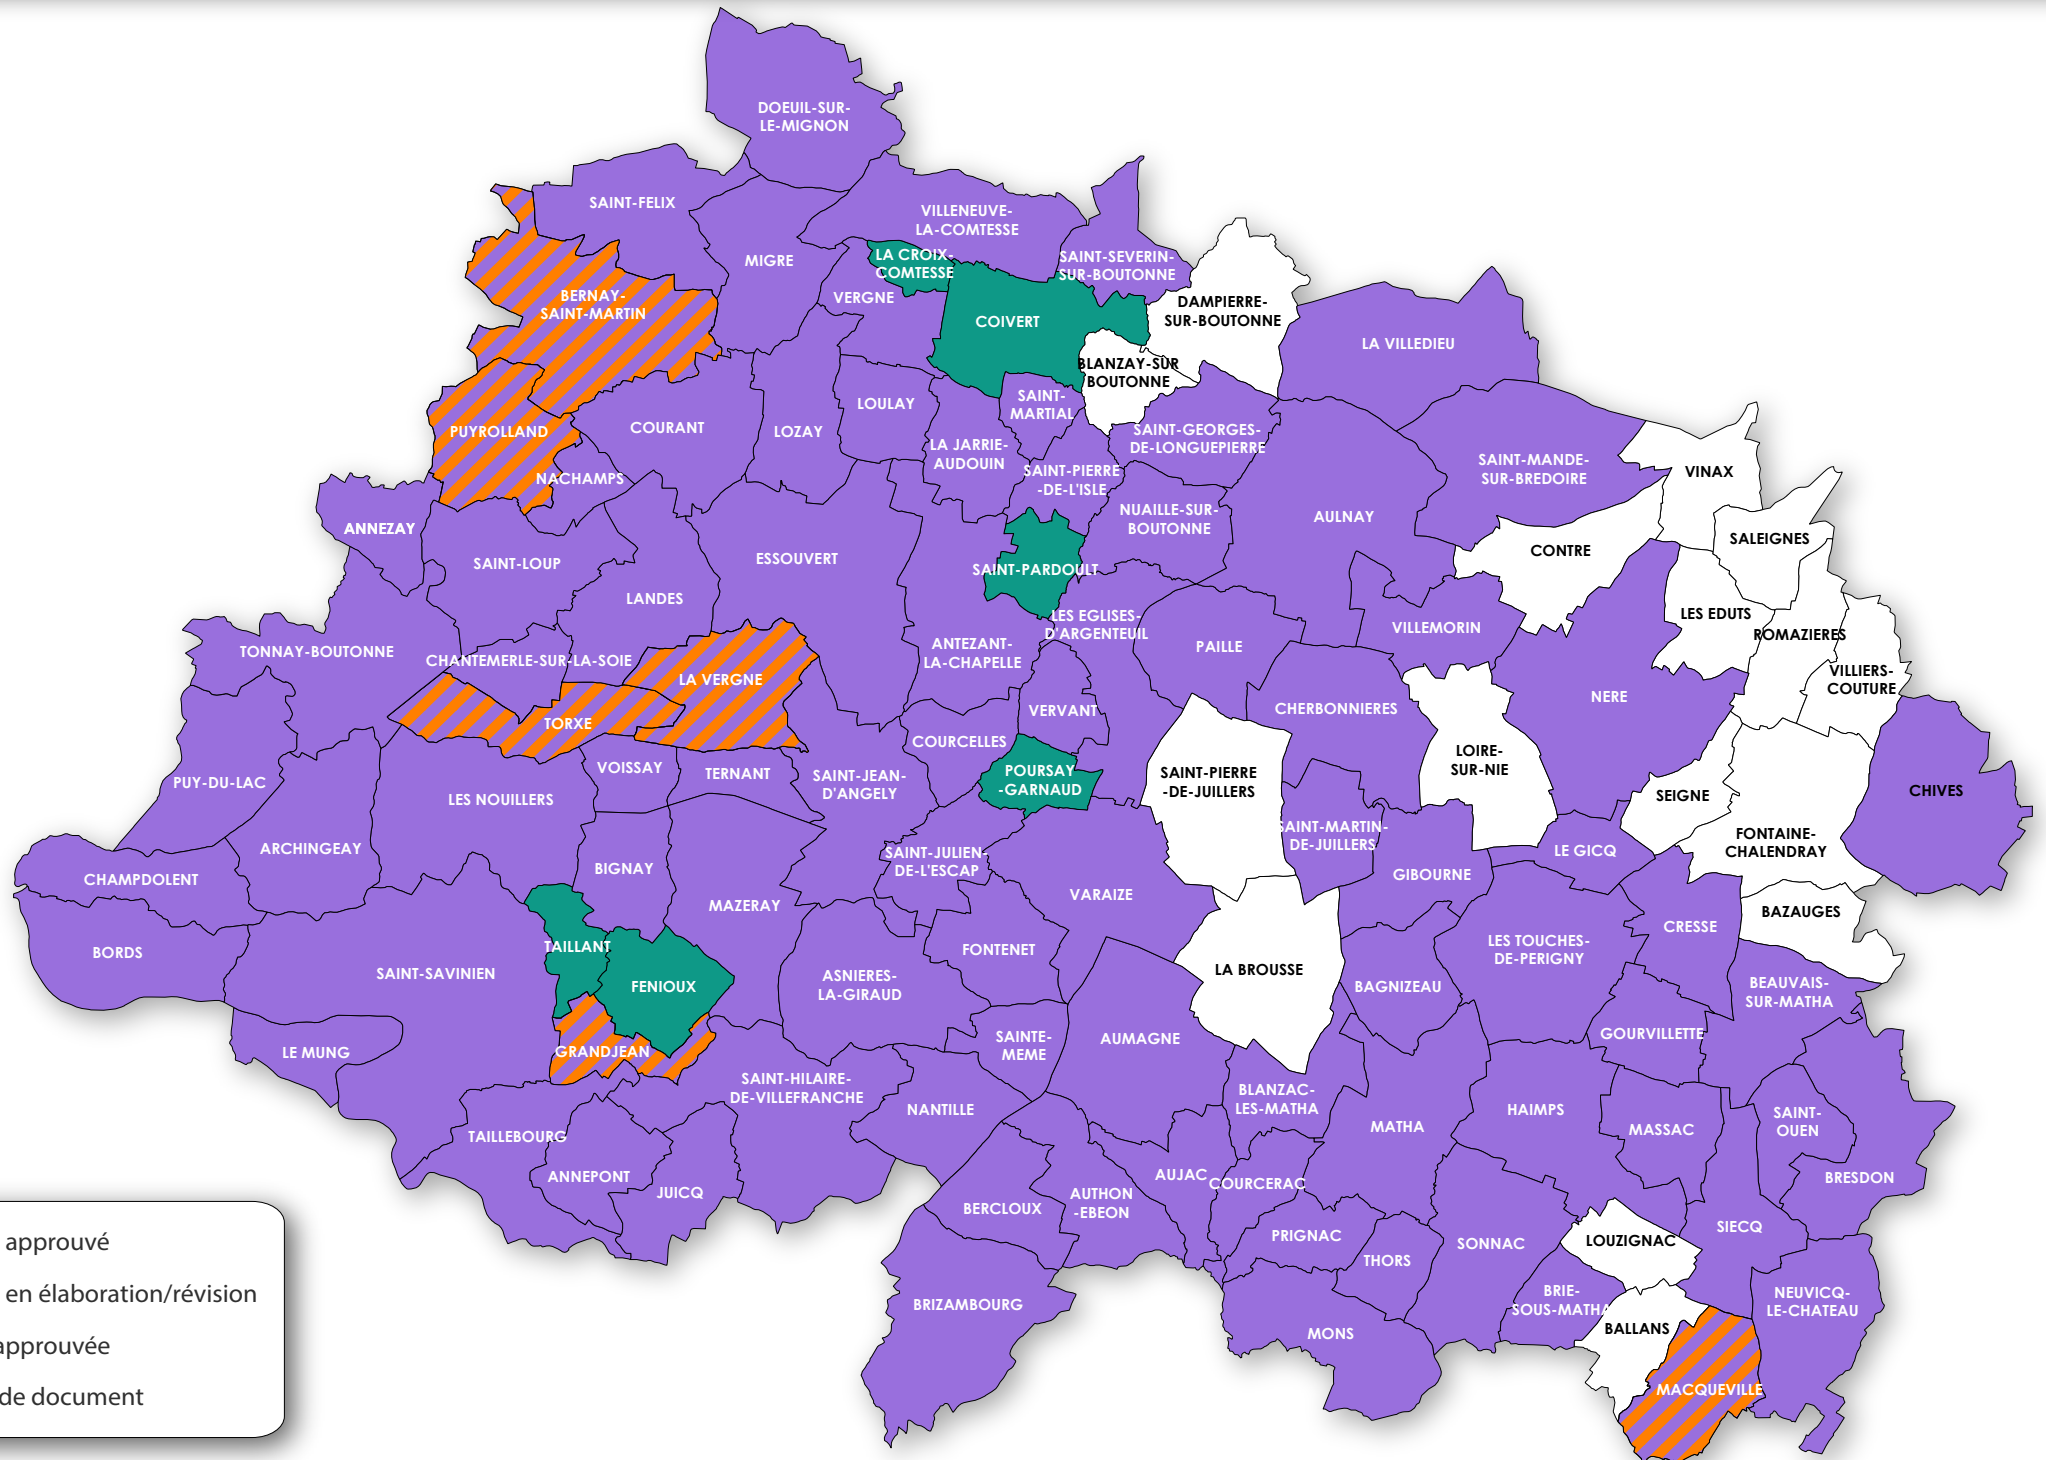 DOEUIL-SUR-
LE-MIGNON
SAINT-FELIX
VILLENEUVE-
LA-COMTESSE
MIGRE
LA CROIX-
COMTESSE
SAINT-SEVERIN-
SUR-BOUTONNE
VERGNE
BERNAY-
SAINT-MARTIN
COIVERT
DAMPIERRE-
SUR-BOUTONNE
LA VILLEDIEU
BLANZAY-SUR
BOUTONNE
SAINT-
MARTIAL
LOULAY
PUYROLLAND
COURANT
LOZAY
LA JARRIE-
AUDOUIN
SAINT-GEORGES-
DE-LONGUEPIERRE
SAINT-MANDE-
SUR-BREDOIRE
VINAX
NACHAMPS
SAINT-PIERRE
-DE-L'ISLE
NUAILLE-SUR-
BOUTONNE
AULNAY
ANNEZAY
SALEIGNES
CONTRE
SAINT-LOUP
ESSOUVERT
SAINT-PARDOULT
LANDES
LES EGLISES-
D'ARGENTEUIL
VILLEMORIN
LES EDUTS
ROMAZIERES
TONNAY-BOUTONNE
CHANTEMERLE-SUR-LA-SOIE
ANTEZANT-
LA-CHAPELLE
PAILLE
LA VERGNE
VILLIERS-
COUTURE
NERE
TORXE
VERVANT
CHERBONNIERES
COURCELLES
LOIRE-
SUR-NIE
PUY-DU-LAC
VOISSAY
TERNANT
SAINT-JEAN-
D'ANGELY
POURSAY
-GARNAUD
SAINT-PIERRE
-DE-JUILLERS
SEIGNE
CHIVES
LES NOUILLERS
SAINT-MARTIN-
DE-JUILLERS
FONTAINE-
CHALENDRAY
ARCHINGEAY
LE GICQ
CHAMPDOLENT
BIGNAY
SAINT-JULIEN-
DE-L'ESCAP
GIBOURNE
VARAIZE
MAZERAY
BAZAUGES
BORDS
TAILLANT
FONTENET
CRESSE
LES TOUCHES-
DE-PERIGNY
SAINT-SAVINIEN
FENIOUX
ASNIERES-
LA-GIRAUD
LA BROUSSE
BAGNIZEAU
BEAUVAIS-
SUR-MATHA
LE MUNG
GRANDJEAN
SAINTE-
MEME
AUMAGNE
GOURVILLETTE
SAINT-HILAIRE-
DE-VILLEFRANCHE
NANTILLE
BLANZAC-
LES-MATHA
MATHA
HAIMPS
MASSAC
SAINT-
OUEN
TAILLEBOURG
ANNEPONT
JUICQ
AUJAC
COURCERAC
BRESDON
BERCLOUX
AUTHON
-EBEON
PRIGNAC
SIECQ
SONNAC
LOUZIGNAC
THORS
BRIZAMBOURG
BRIE-
SOUS-MATHA
NEUVICQ-
LE-CHATEAU
MONS
BALLANS
MACQUEVILLE
approuvé
en élaboration/révision
approuvée
de document